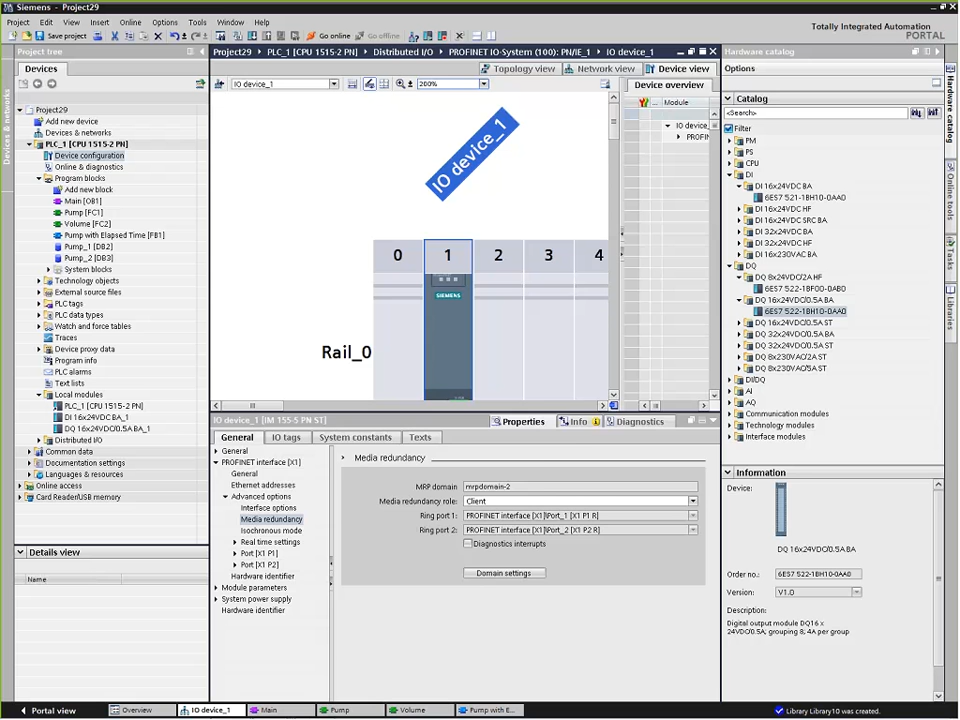 Siemens - Project29
Project Edit View Insert Online Options Tools Window Help
Save project Go online Go offline
Totally Integrated Automation
PORTAL
Project tree
Devices
Devices & networks
Project29
Add new device
Devices & networks
PLC_1 [CPU 1515-2 PN]
Device configuration
Online & diagnostics
Program blocks
Add new block
Main [OB1]
Pump [FC1]
Volume [FC2]
Pump with Elapsed Time [FB1]
Pump_1 [DB2]
Pump_2 [DB3]
System blocks
Technology objects
External source files
PLC tags
PLC data types
Watch and force tables
Traces
Device proxy data
Program info
PLC alarms
Text lists
Local modules
PLC_1 [CPU 1515-2 PN]
DI 16x24VDC BA_1
DQ 16x24VDC/0.5A BA_1
Distributed I/O
Common data
Documentation settings
Languages & resources
Online access
Card Reader/USB memory
Details view
Name
Project29 PLC_1 [CPU 1515-2 PN] Distributed I/O PROFINET IO-System (100): PN/IE_1 IO device_1
Topology view Network view Device view
IO device_1 200%
Device overview
... Module
IO device_
PROFIN
IO device_1
0 1 2 3 4
SIEMENS
Rail_0
IO device_1 [IM 155-5 PN ST]
Properties Info Diagnostics
General IO tags System constants Texts
General
PROFINET interface [X1]
General
Ethernet addresses
Advanced options
Interface options
Media redundancy
Isochronous mode
Real time settings
Port [X1 P1]
Port [X1 P2]
Hardware identifier
Module parameters
System power supply
Hardware identifier
Media redundancy
MRP domain mrpdomain-2
Media redundancy role: Client
Ring port 1: PROFINET interface [X1]\Port_1 [X1 P1 R]
Ring port 2: PROFINET interface [X1]\Port_2 [X1 P2 R]
Diagnostics interrupts
Domain settings
Hardware catalog
Options
Catalog
<Search>
Filter
PM
PS
CPU
DI
DI 16x24VDC BA
6ES7 521-1BH10-0AA0
DI 16x24VDC HF
DI 16x24VDC SRC BA
DI 32x24VDC BA
DI 32x24VDC HF
DI 16x230VAC BA
DQ
DQ 8x24VDC/2A HF
6ES7 522-1BF00-0AB0
DQ 16x24VDC/0.5A BA
6ES7 522-1BH10-0AA0
DQ 16x24VDC/0.5A ST
DQ 32x24VDC/0.5A BA
DQ 32x24VDC/0.5A ST
DQ 8x230VAC/2A ST
DQ 8x230VAC/5A ST
DI/DQ
AI
AQ
Communication modules
Technology modules
Interface modules
Information
Device:
DQ 16x24VDC/0.5A BA
Order no.: 6ES7 522-1BH10-0AA0
Version: V1.0
Description:
Digital output module DQ16 x
24VDC/0.5A; grouping 8; 4A per group
Hardware catalog
Online tools
Tasks
Libraries
Portal view Overview IO device_1 Main Pump Volume Pump with E... Library Library10 was created.